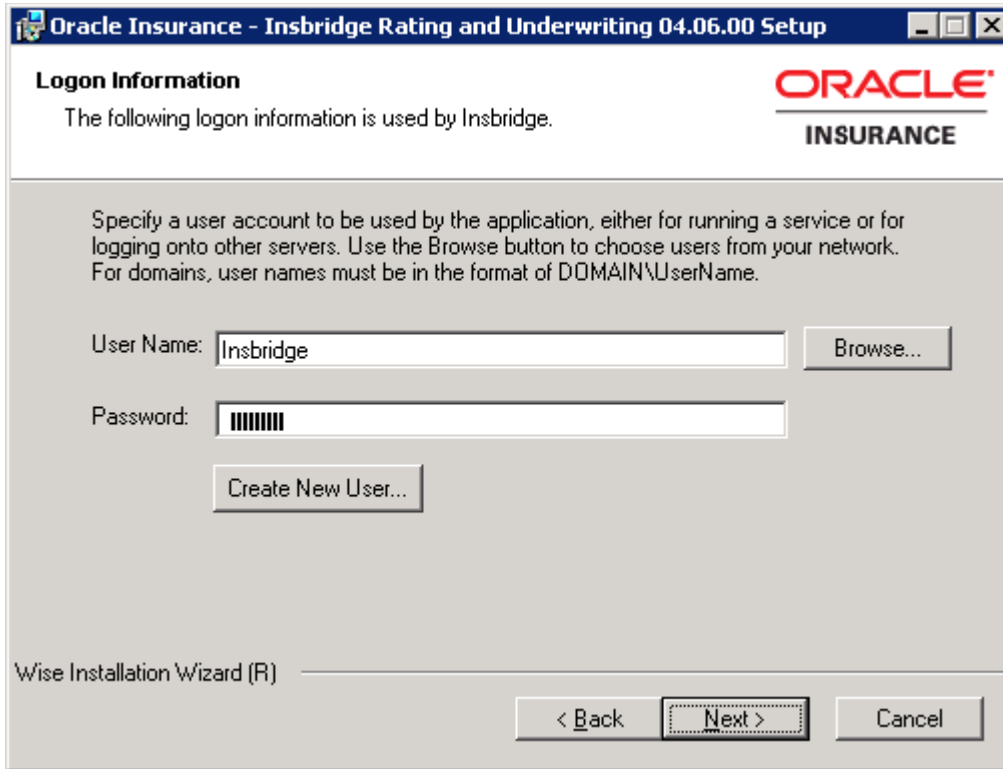 Oracle Insurance - Insbridge Rating and Underwriting 04.06.00 Setup
Logon Information
The following logon information is used by Insbridge.
ORACLE
INSURANCE
Specify a user account to be used by the application, either for running a service or for
logging onto other servers. Use the Browse button to choose users from your network.
For domains, user names must be in the format of DOMAIN\UserName.
User Name: Insbridge Browse...
Password:
Create New User...
Wise Installation Wizard (R)
< Back Next > Cancel